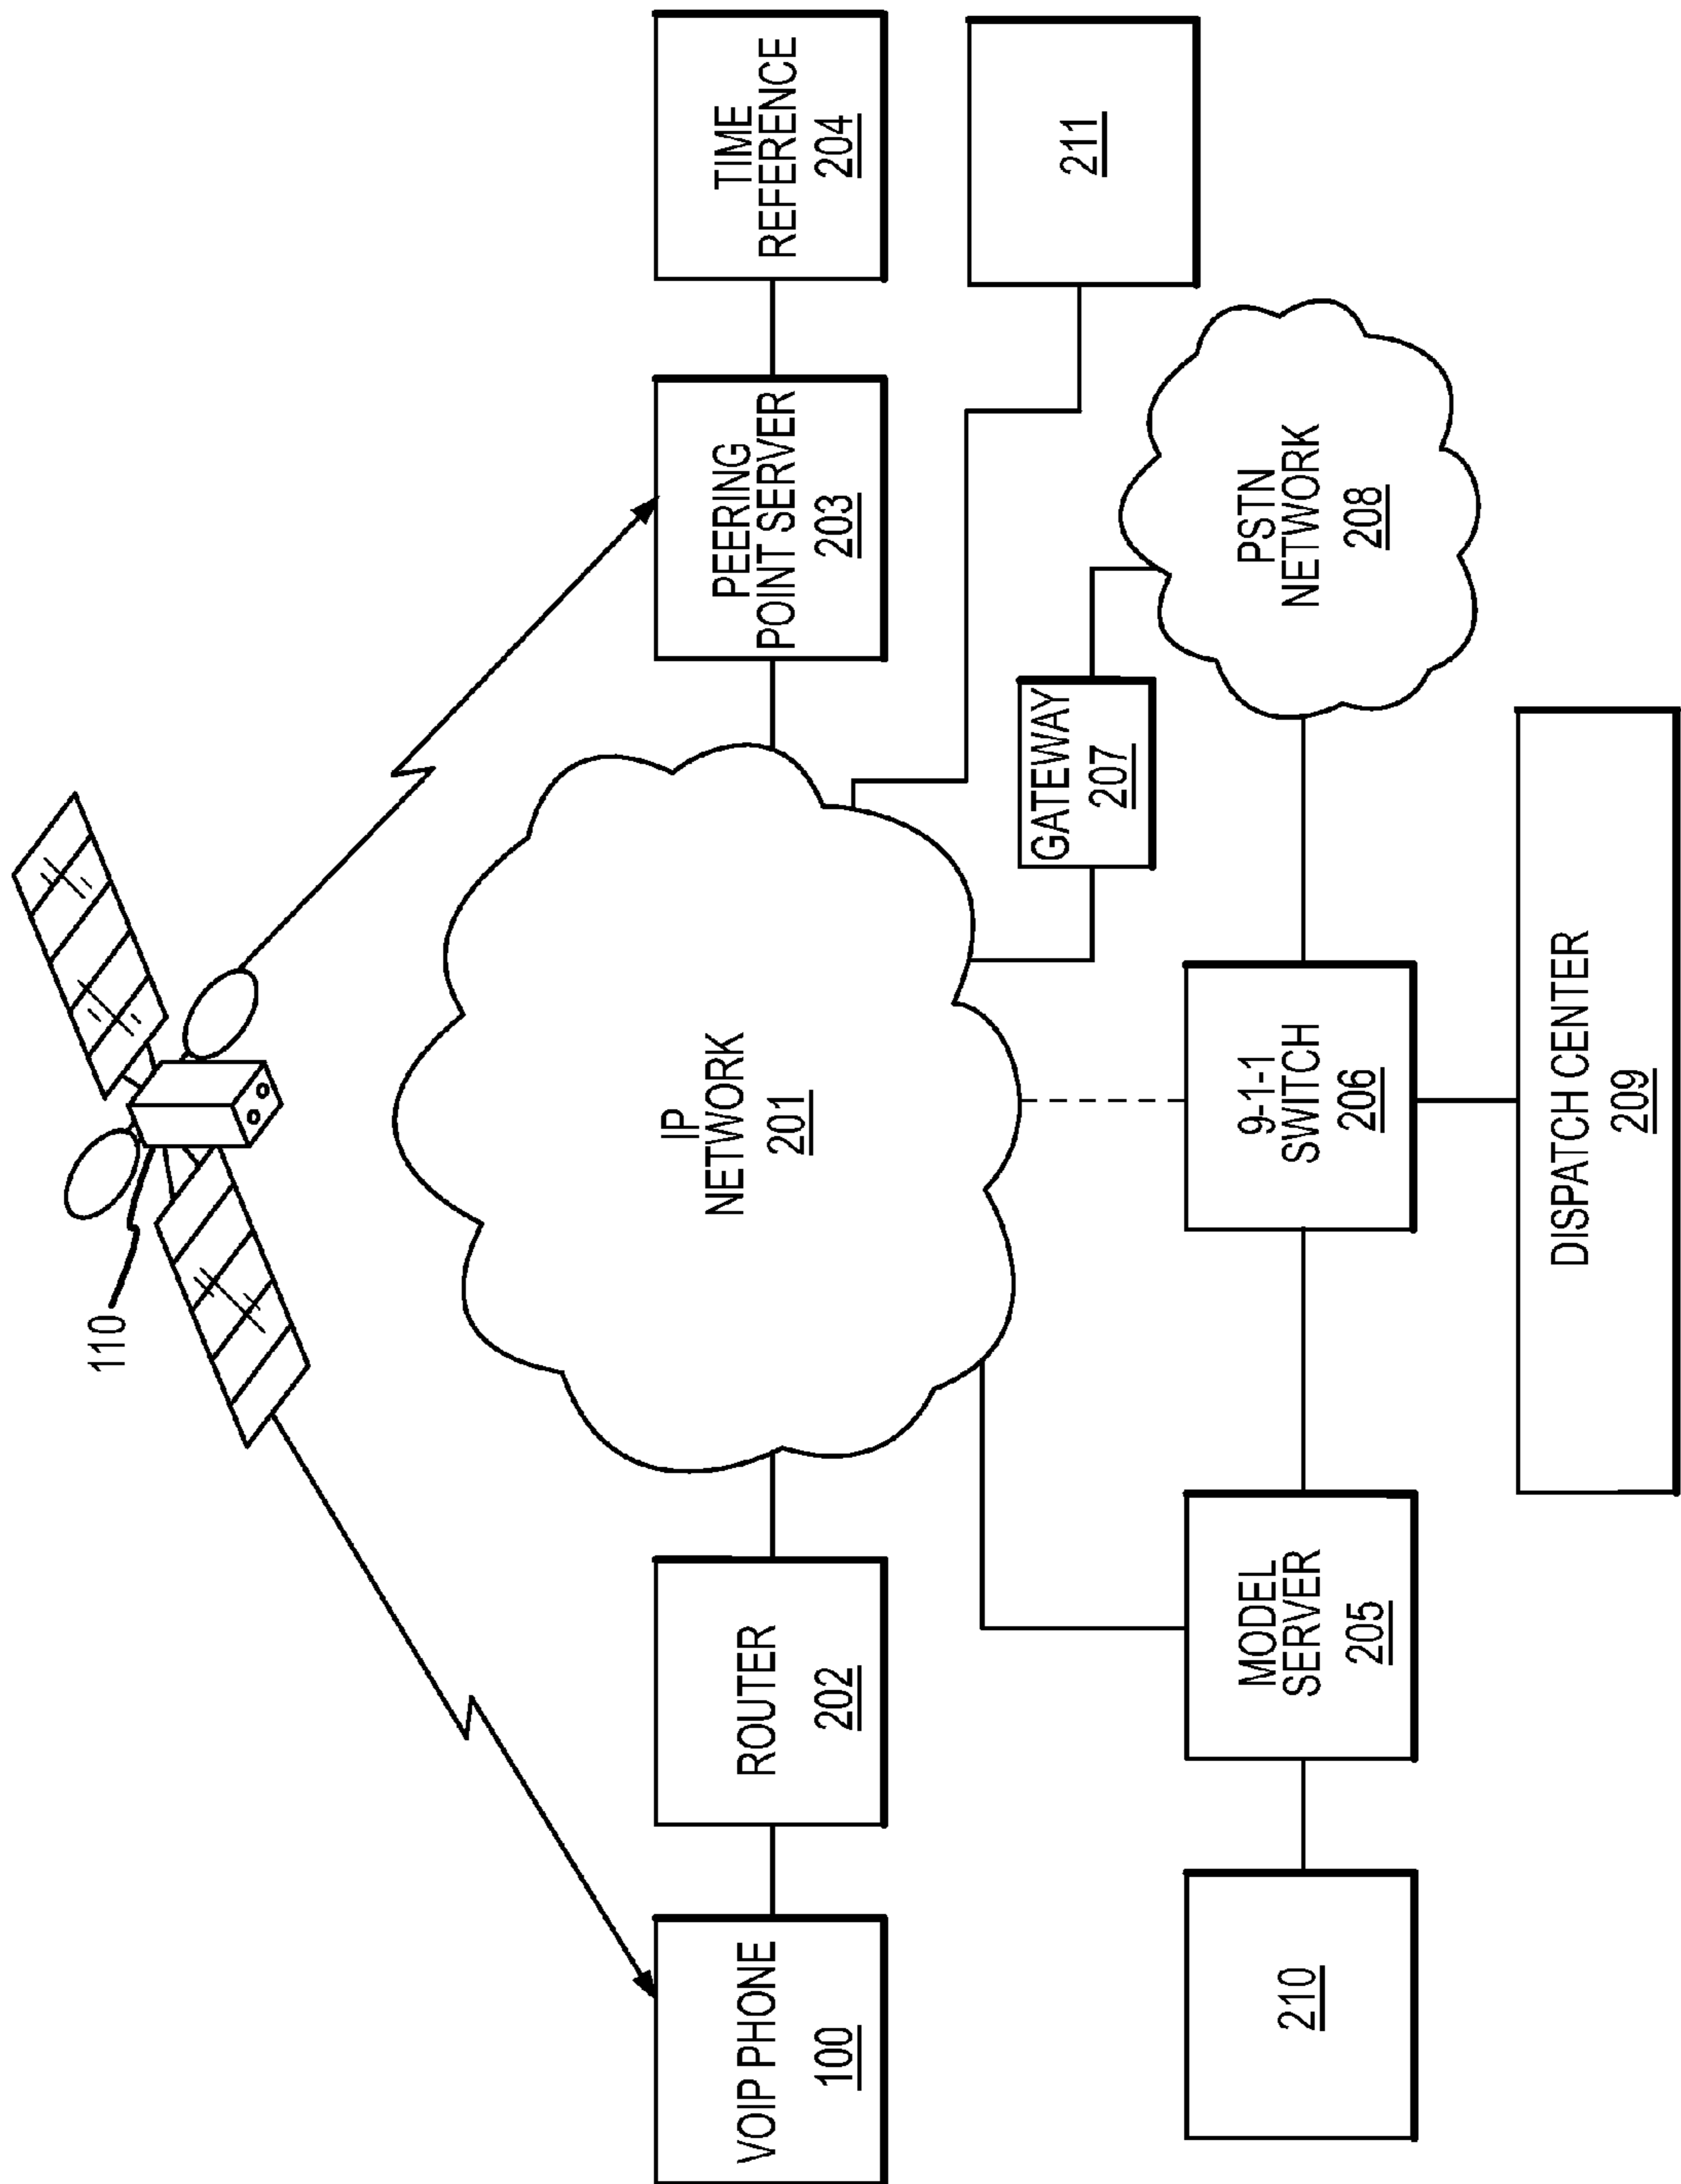 110
VOIP PHONE
100
ROUTER
202
IP
NETWORK
201
PEERING
POINT SERVER
203
TIME
REFERENCE
204
211
GATEWAY
207
PSTN
NETWORK
208
210
MODEL
SERVER
205
9-1-1
SWITCH
206
DISPATCH CENTER
209